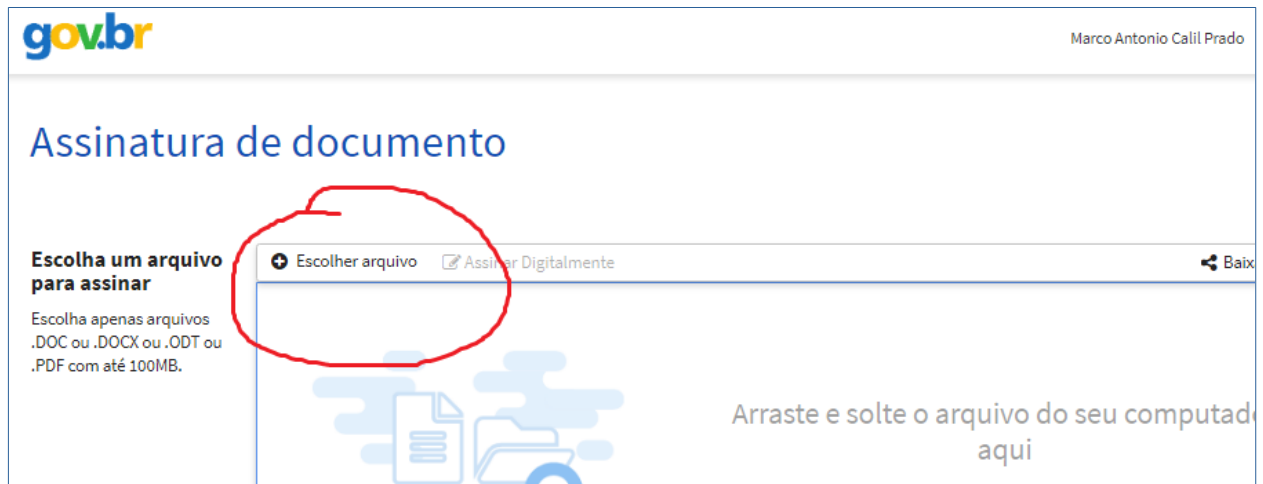 gov.br
Marco Antonio Calil Prado
Assinatura de documento
Escolha um arquivo
para assinar
Escolha apenas arquivos
.DOC ou .DOCX ou .ODT ou
.PDF com até 100MB.
Escolher arquivo Assinar Digitalmente Baixa
Arraste e solte o arquivo do seu computad
aqui